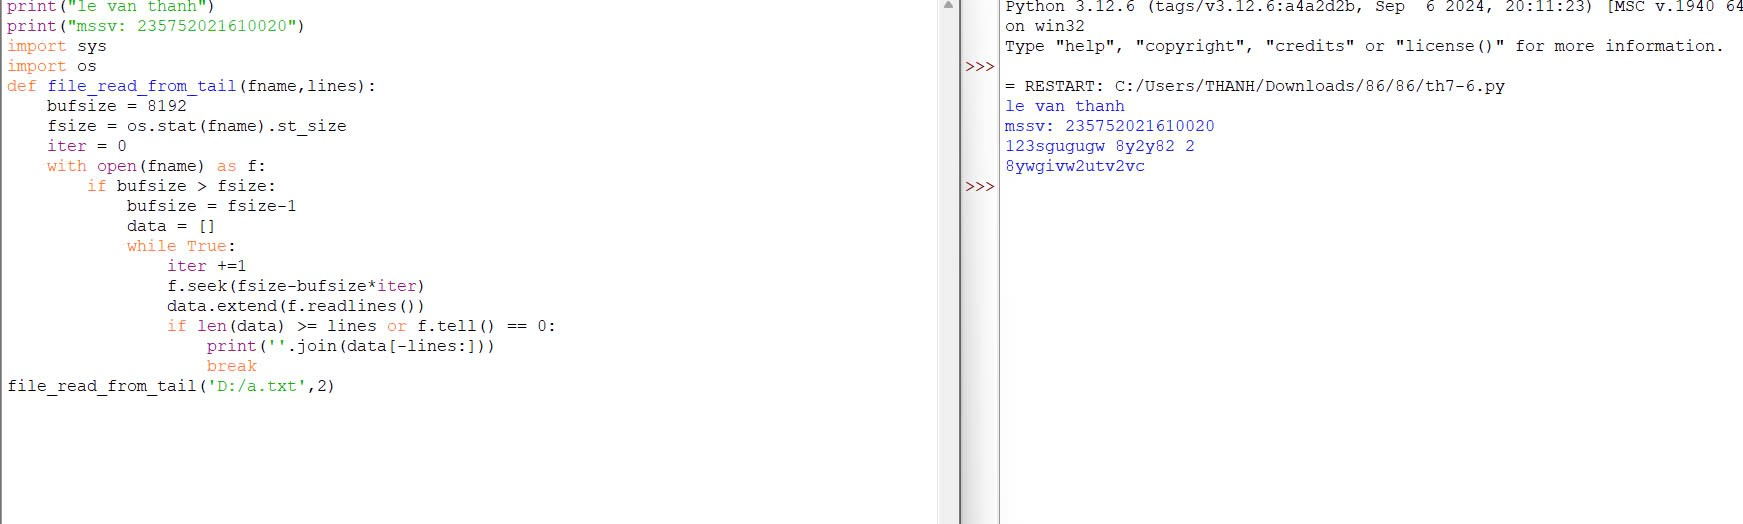 print("le van thanh")
print("mssv: 235752021610020")
import sys
import os
def file_read_from_tail(fname,lines):
    bufsize = 8192
    fsize = os.stat(fname).st_size
    iter = 0
    with open(fname) as f:
        if bufsize > fsize:
            bufsize = fsize-1
            data = []
            while True:
                iter +=1
                f.seek(fsize-bufsize*iter)
                data.extend(f.readlines())
                if len(data) >= lines or f.tell() == 0:
                    print(''.join(data[-lines:]))
                    break
file_read_from_tail('D:/a.txt',2)
Python 3.12.6 (tags/v3.12.6:a4a2d2b, Sep  6 2024, 20:11:23) [MSC v.1940 64
on win32
Type "help", "copyright", "credits" or "license()" for more information.
>>>
= RESTART: C:/Users/THANH/Downloads/86/86/th7-6.py
le van thanh
mssv: 235752021610020
123sgugugw 8y2y82 2
8ywgivw2utv2vc
>>>